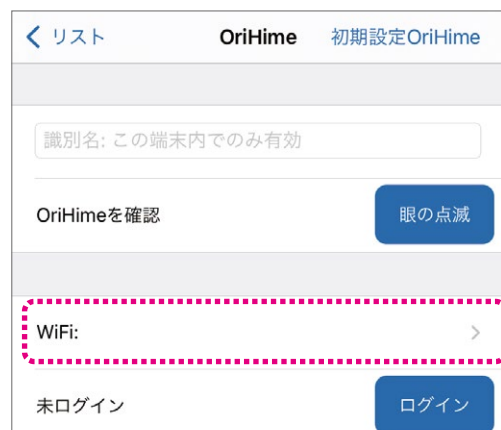 リスト OriHime 初期設定OriHime
識別名: この端末内でのみ有効
OriHimeを確認 眼の点滅
WiFi:
未ログイン ログイン